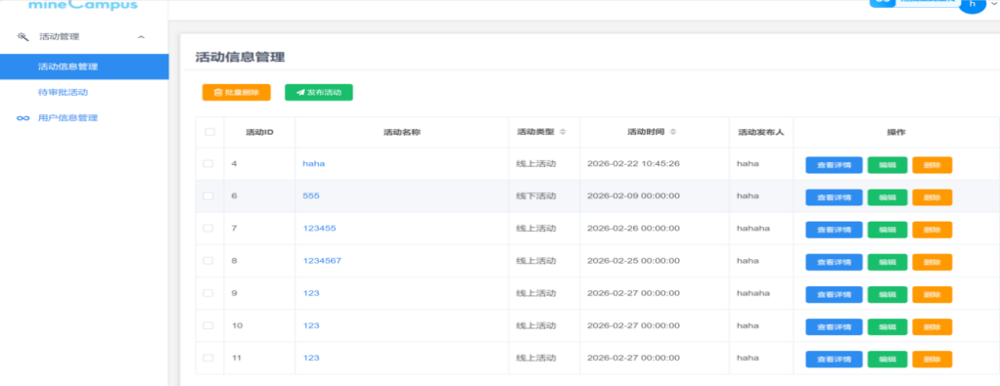 mineCampus
h
活动管理
活动信息管理
待审批活动
用户信息管理
活动信息管理
批量删除 发布活动
活动ID 活动名称 活动类型 活动时间 活动发布人 操作
4 haha 线上活动 2026-02-22 10:45:26 haha 查看详情 编辑 删除
6 555 线下活动 2026-02-09 00:00:00 haha 查看详情 编辑 删除
7 123455 线上活动 2026-02-26 00:00:00 hahaha 查看详情 编辑 删除
8 1234567 线上活动 2026-02-25 00:00:00 haha 查看详情 编辑 删除
9 123 线上活动 2026-02-27 00:00:00 hahaha 查看详情 编辑 删除
10 123 线上活动 2026-02-27 00:00:00 haha 查看详情 编辑 删除
11 123 线上活动 2026-02-27 00:00:00 haha 查看详情 编辑 删除